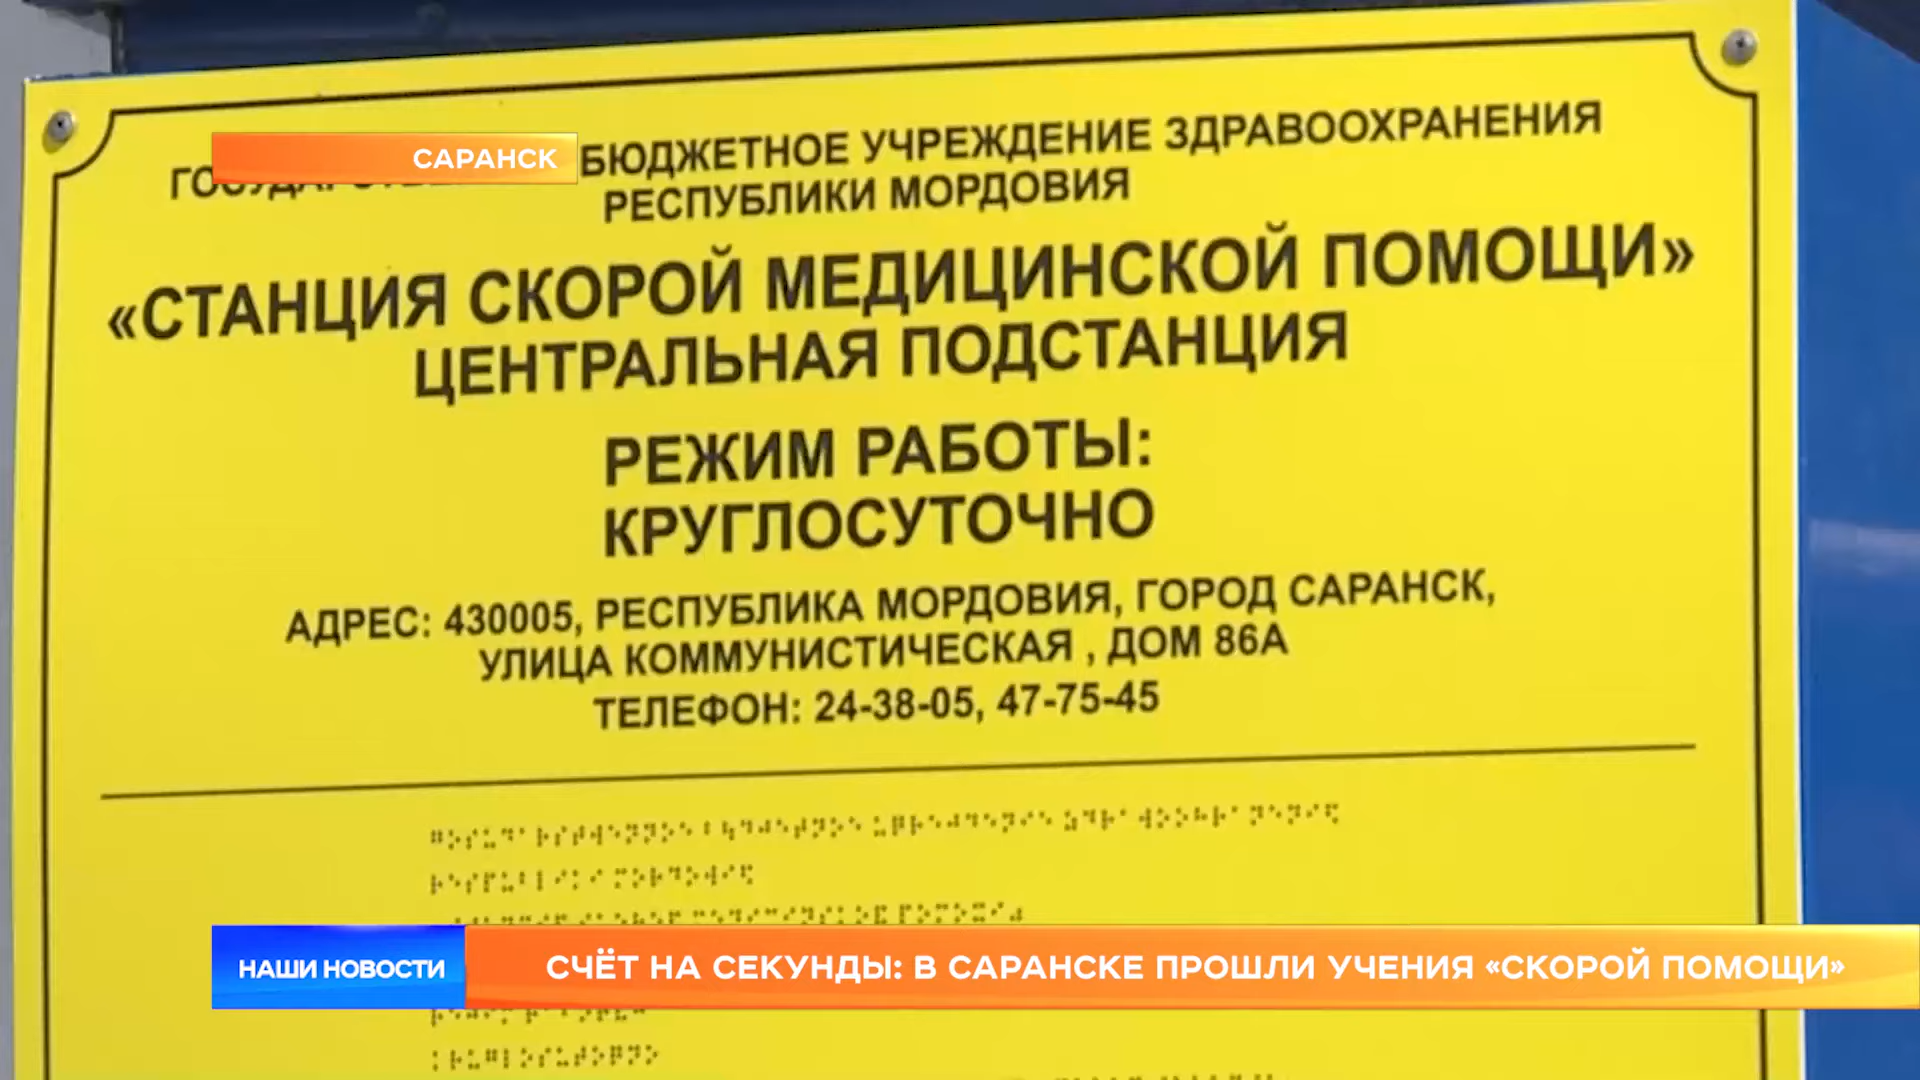 САРАНСК
БЮДЖЕТНОЕ УЧРЕЖДЕНИЕ ЗДРАВООХРАНЕНИЯ
РЕСПУБЛИКИ МОРДОВИЯ
«СТАНЦИЯ СКОРОЙ МЕДИЦИНСКОЙ ПОМОЩИ»
ЦЕНТРАЛЬНАЯ ПОДСТАНЦИЯ
РЕЖИМ РАБОТЫ:
КРУГЛОСУТОЧНО
АДРЕС: 430005, РЕСПУБЛИКА МОРДОВИЯ, ГОРОД САРАНСК,
УЛИЦА КОММУНИСТИЧЕСКАЯ , ДОМ 86А
ТЕЛЕФОН: 24-38-05, 47-75-45
НАШИ НОВОСТИ
СЧЁТ НА СЕКУНДЫ: В САРАНСКЕ ПРОШЛИ УЧЕНИЯ «СКОРОЙ ПОМОЩИ»